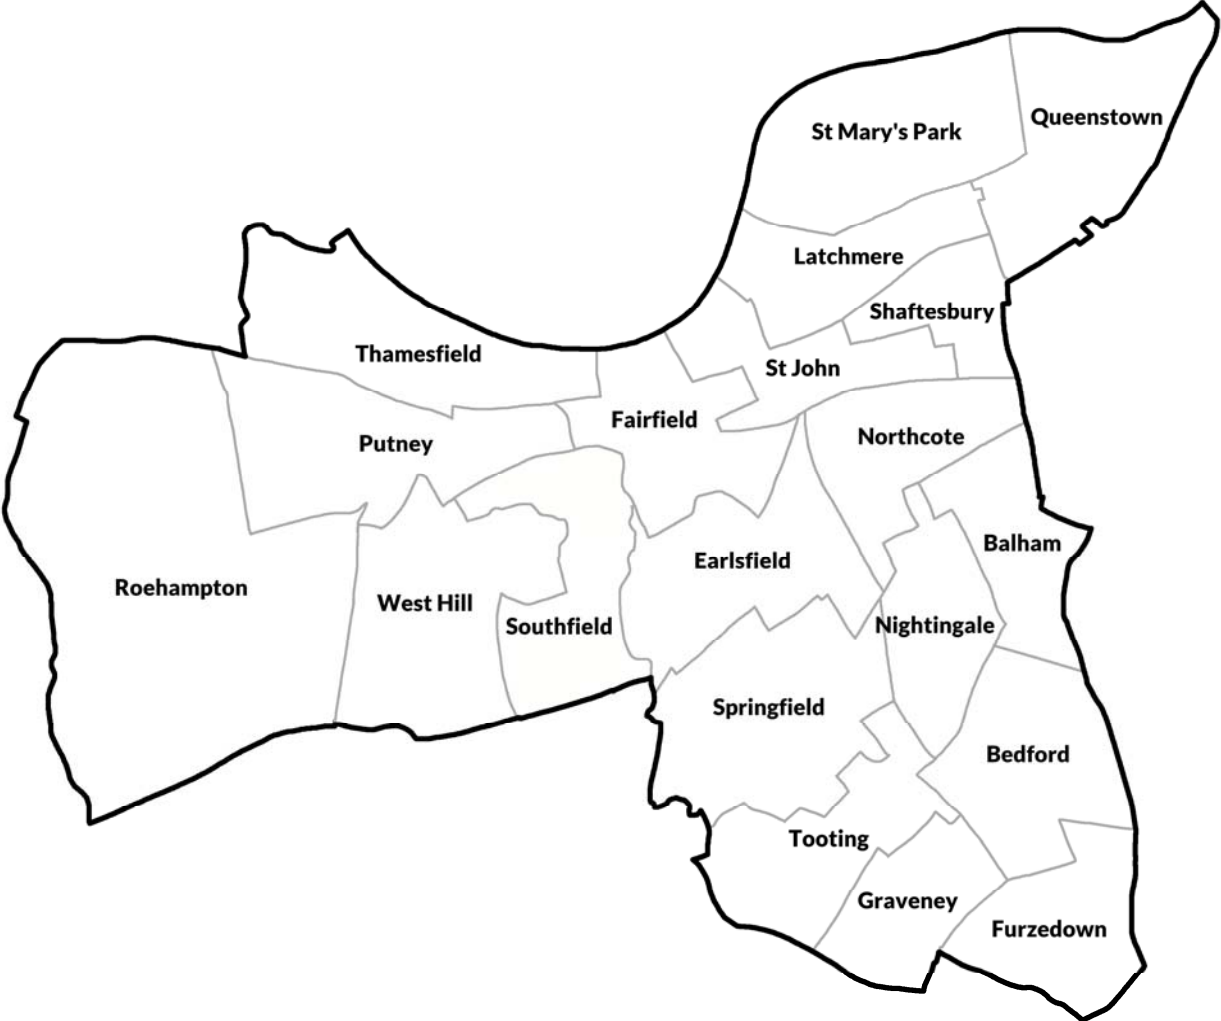 Queenstown
St Mary's Park
Latchmere
Shaftesbury
Thamesfield
St John
Fairfield
Northcote
Putney
Balham
Earlsfield
Roehampton
West Hill
Southfield
Nightingale
Springfield
Bedford
Tooting
Graveney
Furzedown